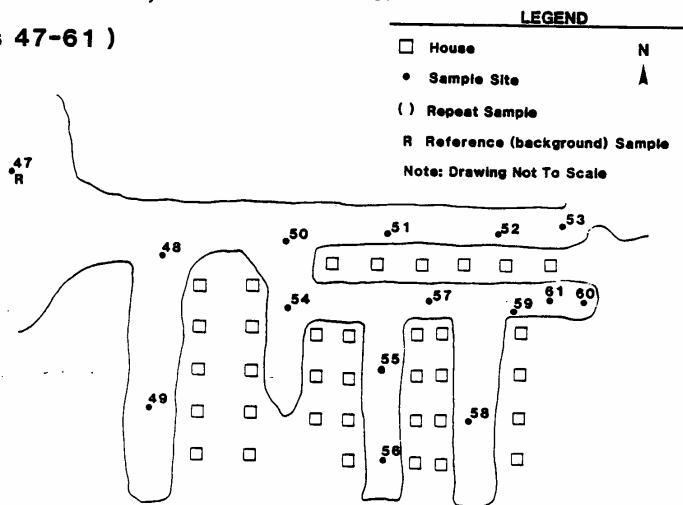 s 47-61 )
LEGEND
House
N
Sample Site
( ) Repeat Sample
R Reference (background) Sample
Note: Drawing Not To Scale
47
R
48
50
51
52
53
54
57
59
61
60
55
49
58
56